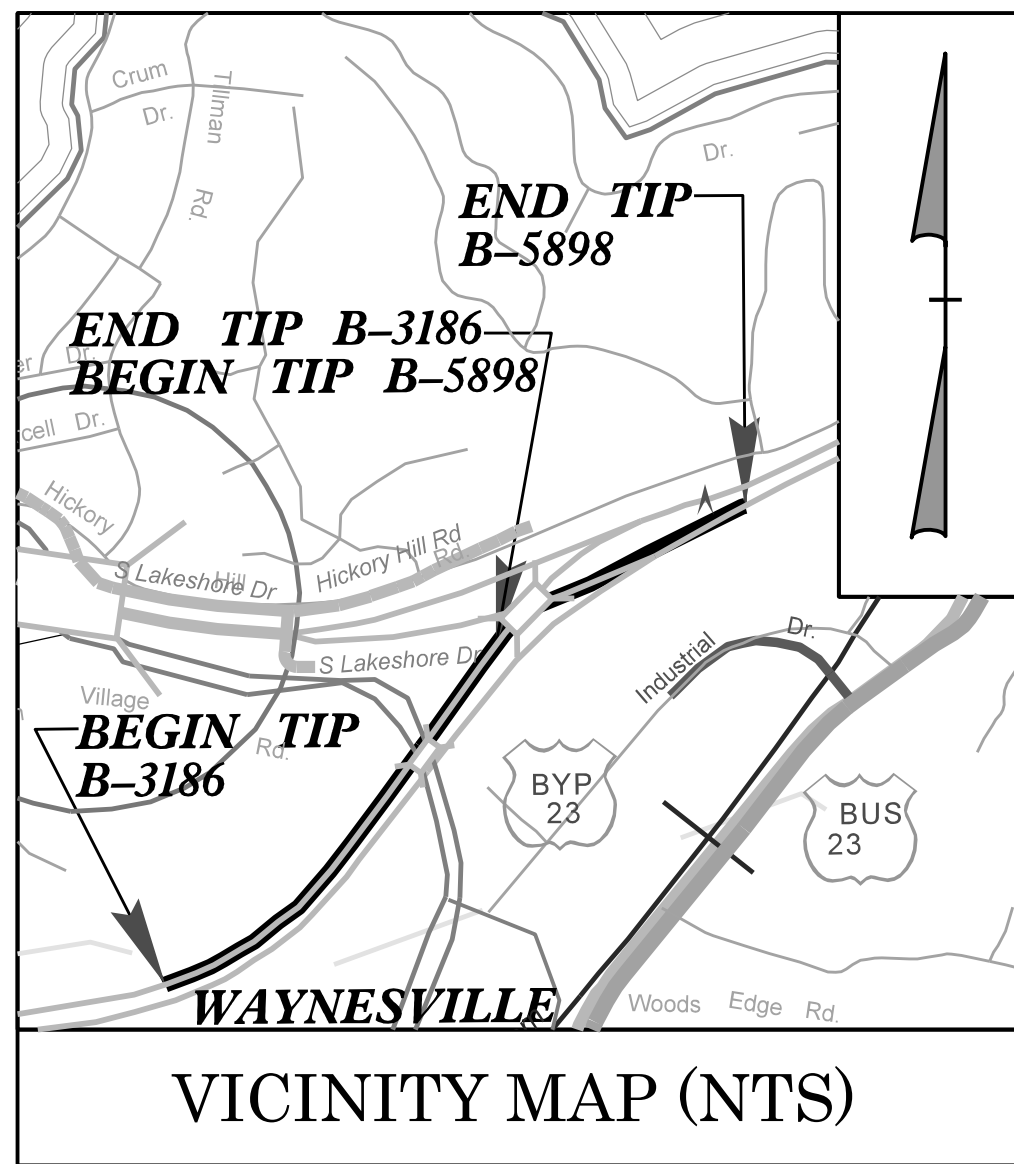 Crum
Dr.
Tillman
Rd.
Dr.
END TIP
B–5898
END TIP B–3186
BEGIN TIP B–5898
Dr.
Dr.
Hickory
Hickory Hill Rd
Rd.
S Lakeshore Dr
Hill
S Lakeshore Dr
Industrial
Dr.
Village
Rd.
BEGIN TIP
B–3186
BYP
23
BUS
23
WAYNESVILLE
Woods Edge Rd.
VICINITY MAP (NTS)